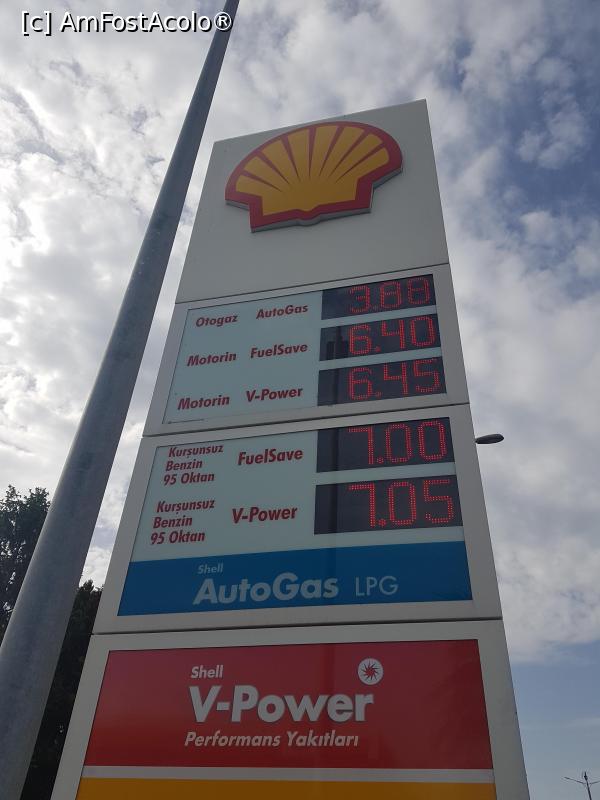 [c] AmFostAcolo®
Otogaz AutoGas 3.88
Motorin FuelSave 6.40
Motorin V-Power 6.45
Kurşunsuz
Benzin
95 Oktan
FuelSave 7.00
Kurşunsuz
Benzin
95 Oktan
V-Power 7.05
Shell
AutoGas LPG
Shell
V-Power
Performans Yakıtları